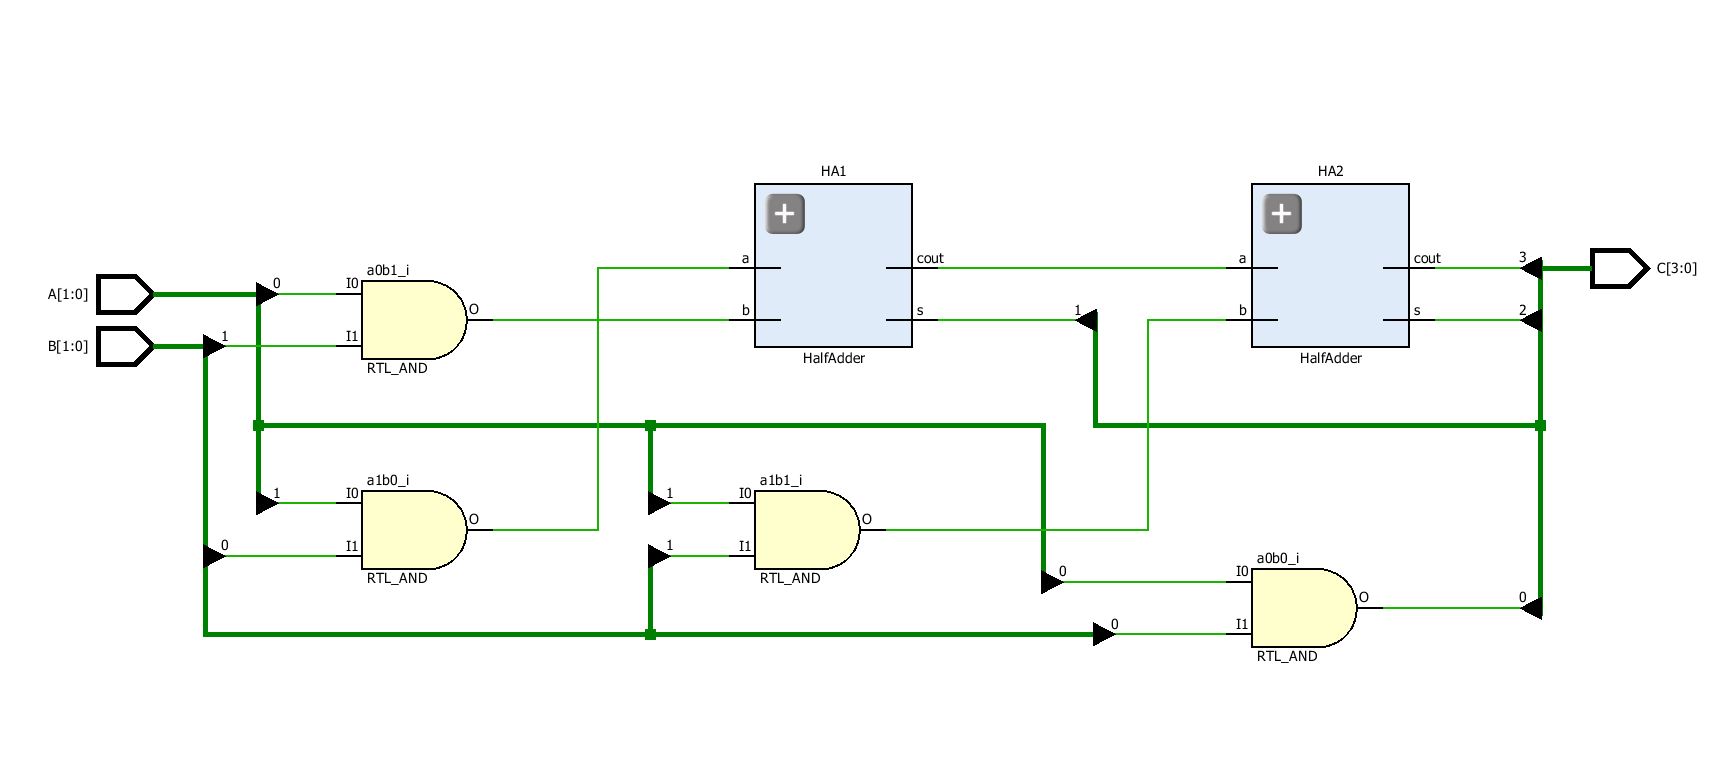 HA1
HA2
a
cout
a
cout
3
C[3:0]
a0b1_i
A[1:0]
0
I0
O
b
s
1
b
s
2
B[1:0]
1
I1
RTL_AND
HalfAdder
HalfAdder
a1b0_i
a1b1_i
1
I0
O
1
I0
O
0
I1
1
I1
RTL_AND
RTL_AND
a0b0_i
0
I0
O
0
0
I1
RTL_AND